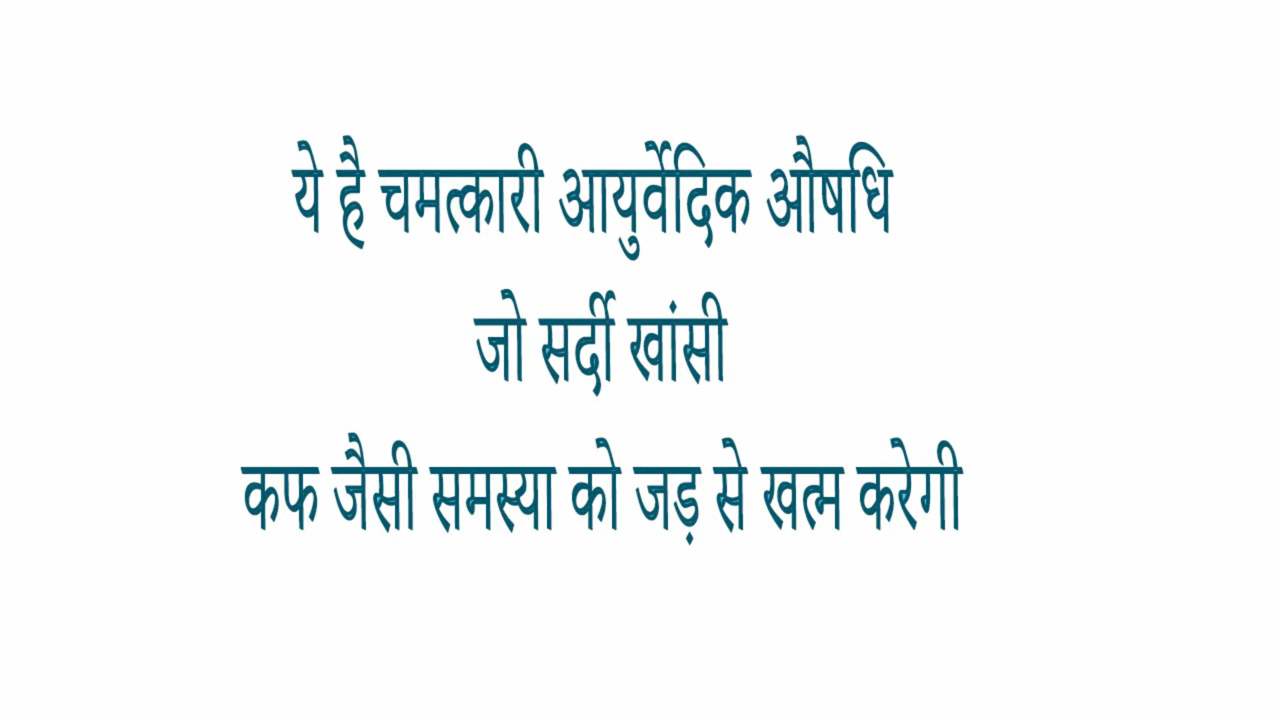 ये है चमत्कारी आयुर्वेदिक औषधि
जो सर्दी खांसी
कफ जैसी समस्या को जड़ से खत्म करेगी